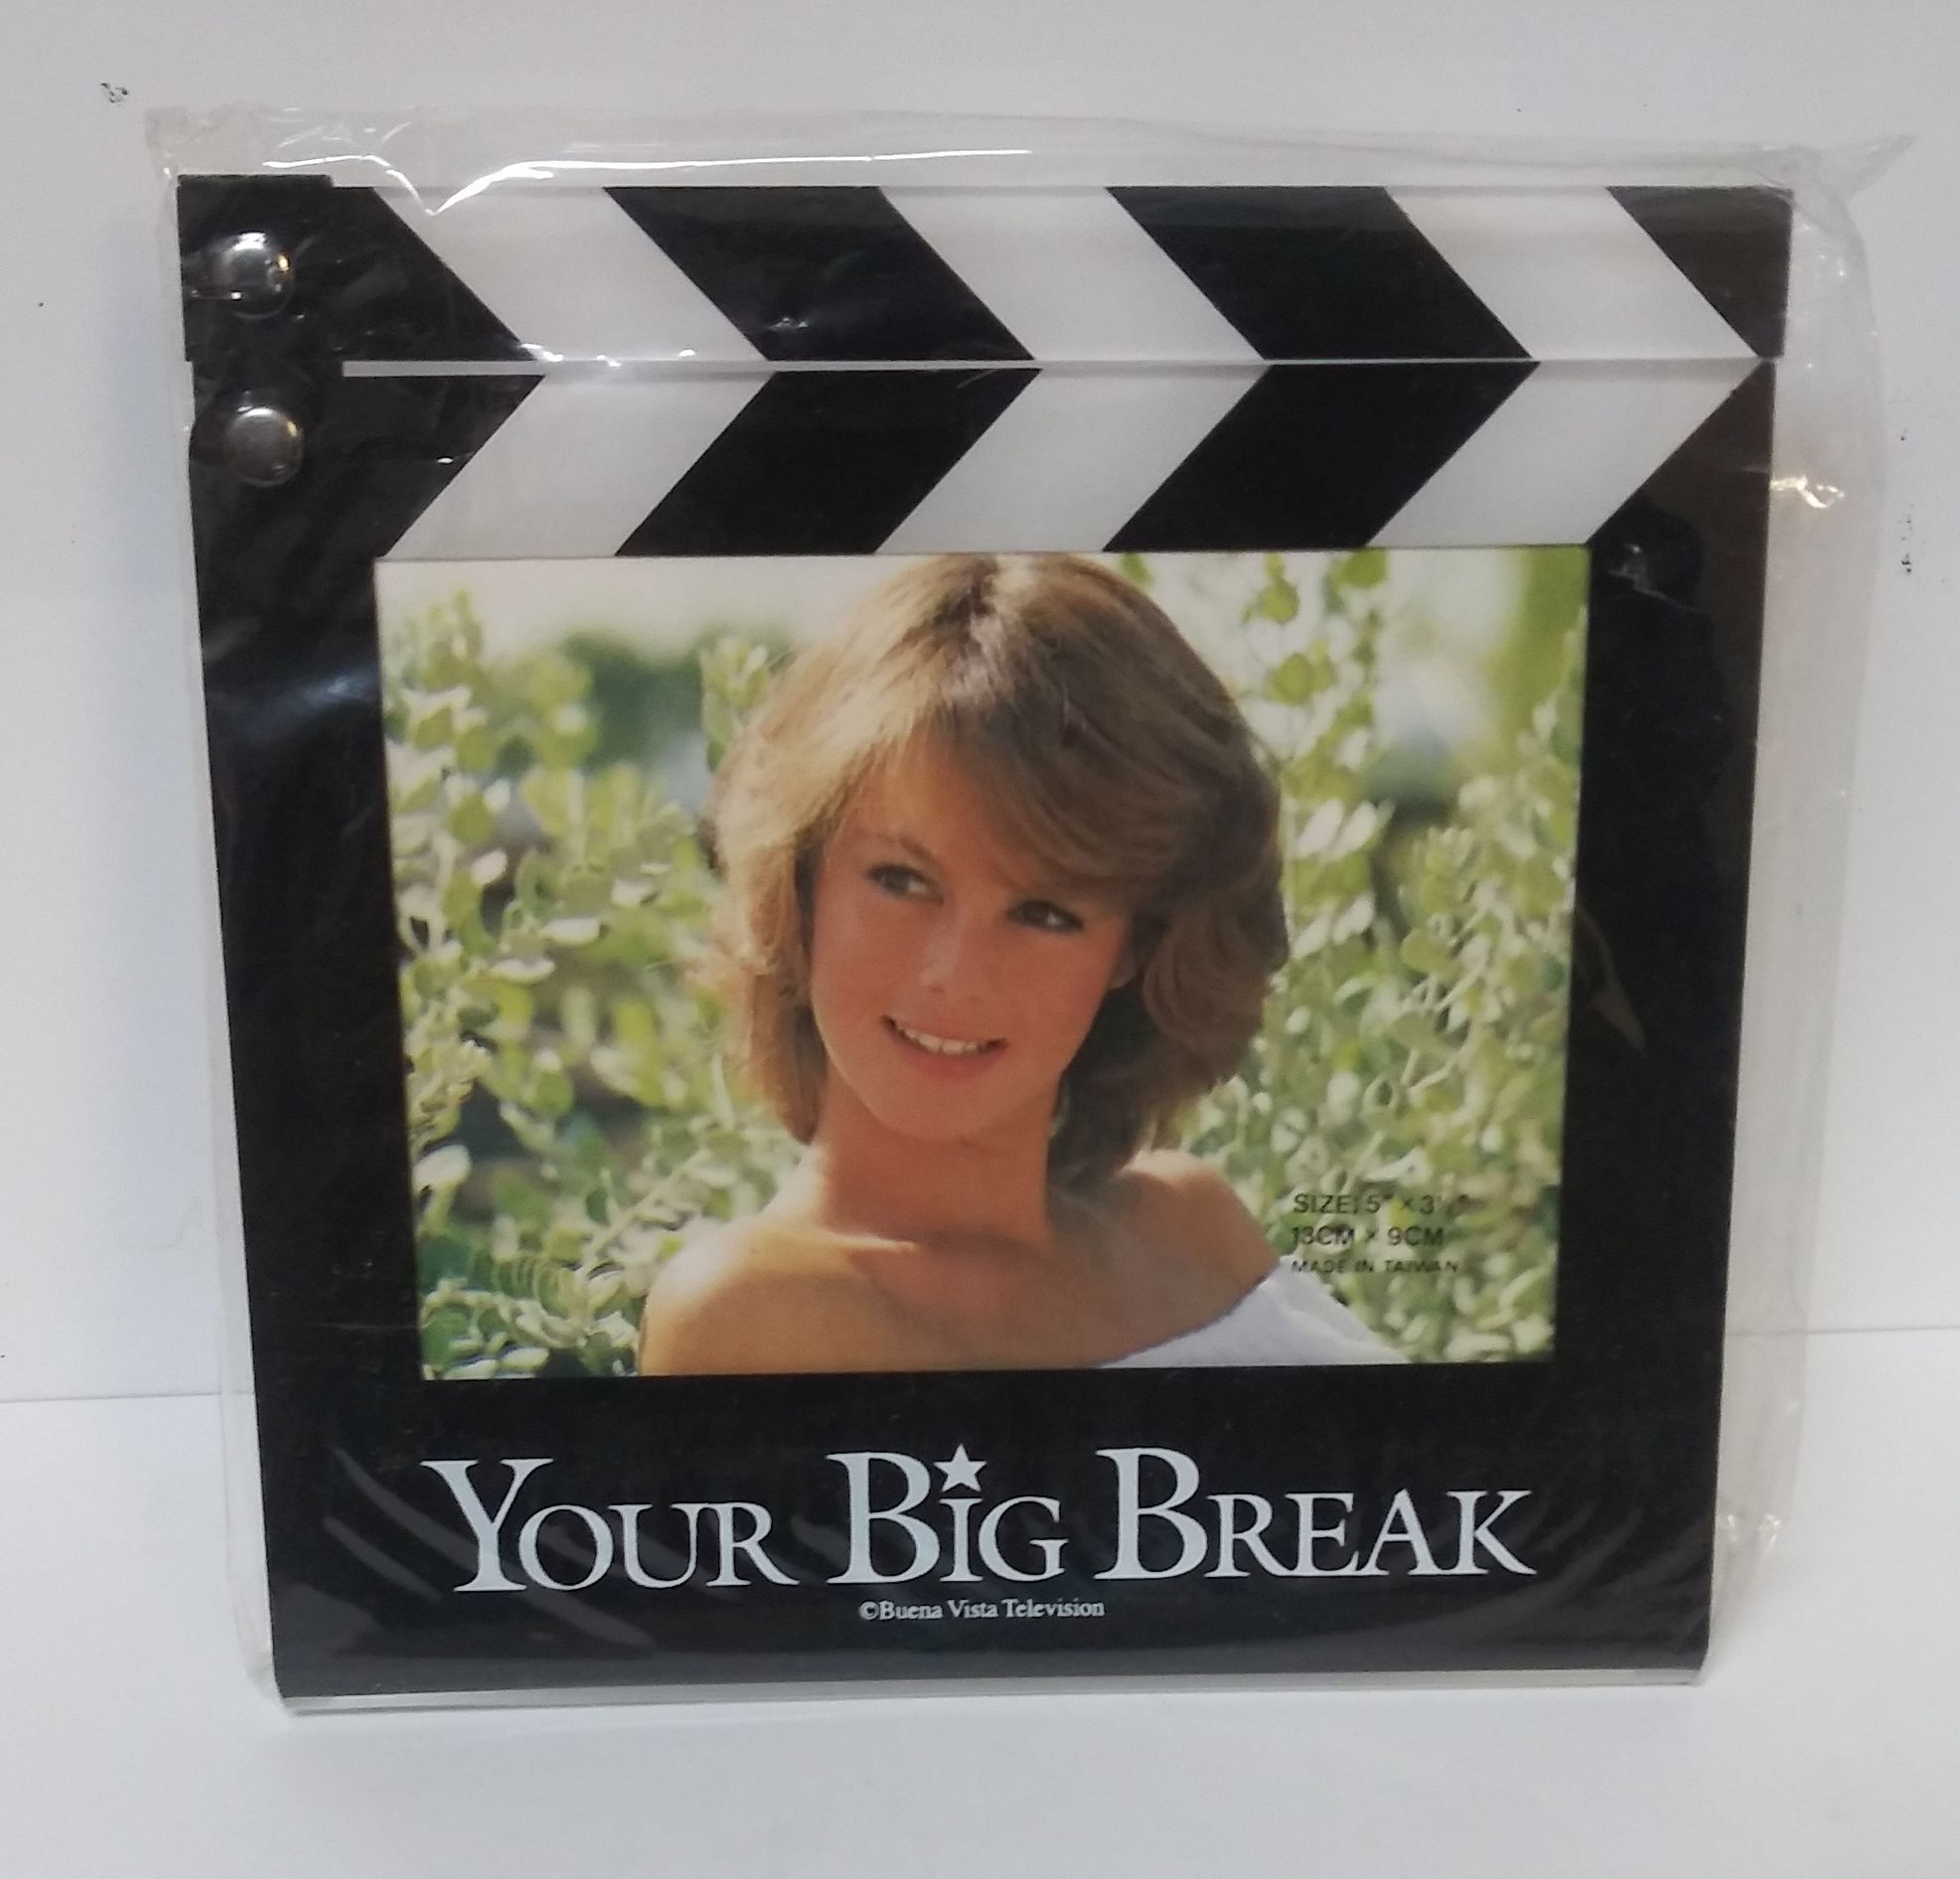 SIZE: 5" × 3
13CM × 9CM
MADE IN TAIWAN
YOUR BIG BREAK
©Buena Vista Television